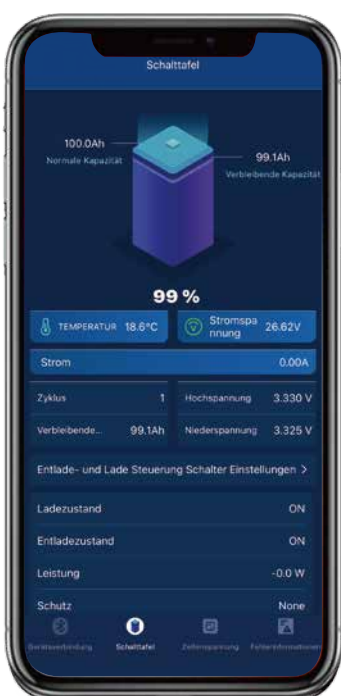 Schalttafel
100.0Ah
Normale Kapazität
99.1Ah
Verbleibende Kapazität
99 %
TEMPERATUR 18.6°C
Stromspa
nnung
26.62V
Strom 0.00A
Zyklus 1
Hochspannung 3.330 V
Verbleibende... 99.1Ah
Niederspannung 3.325 V
Entlade- und Lade Steuerung Schalter Einstellungen >
Ladezustand ON
Entladezustand ON
Leistung -0.0 W
Schutz None
Geräteverbindung Schalttafel Zellenspannung Fehlerinformationen